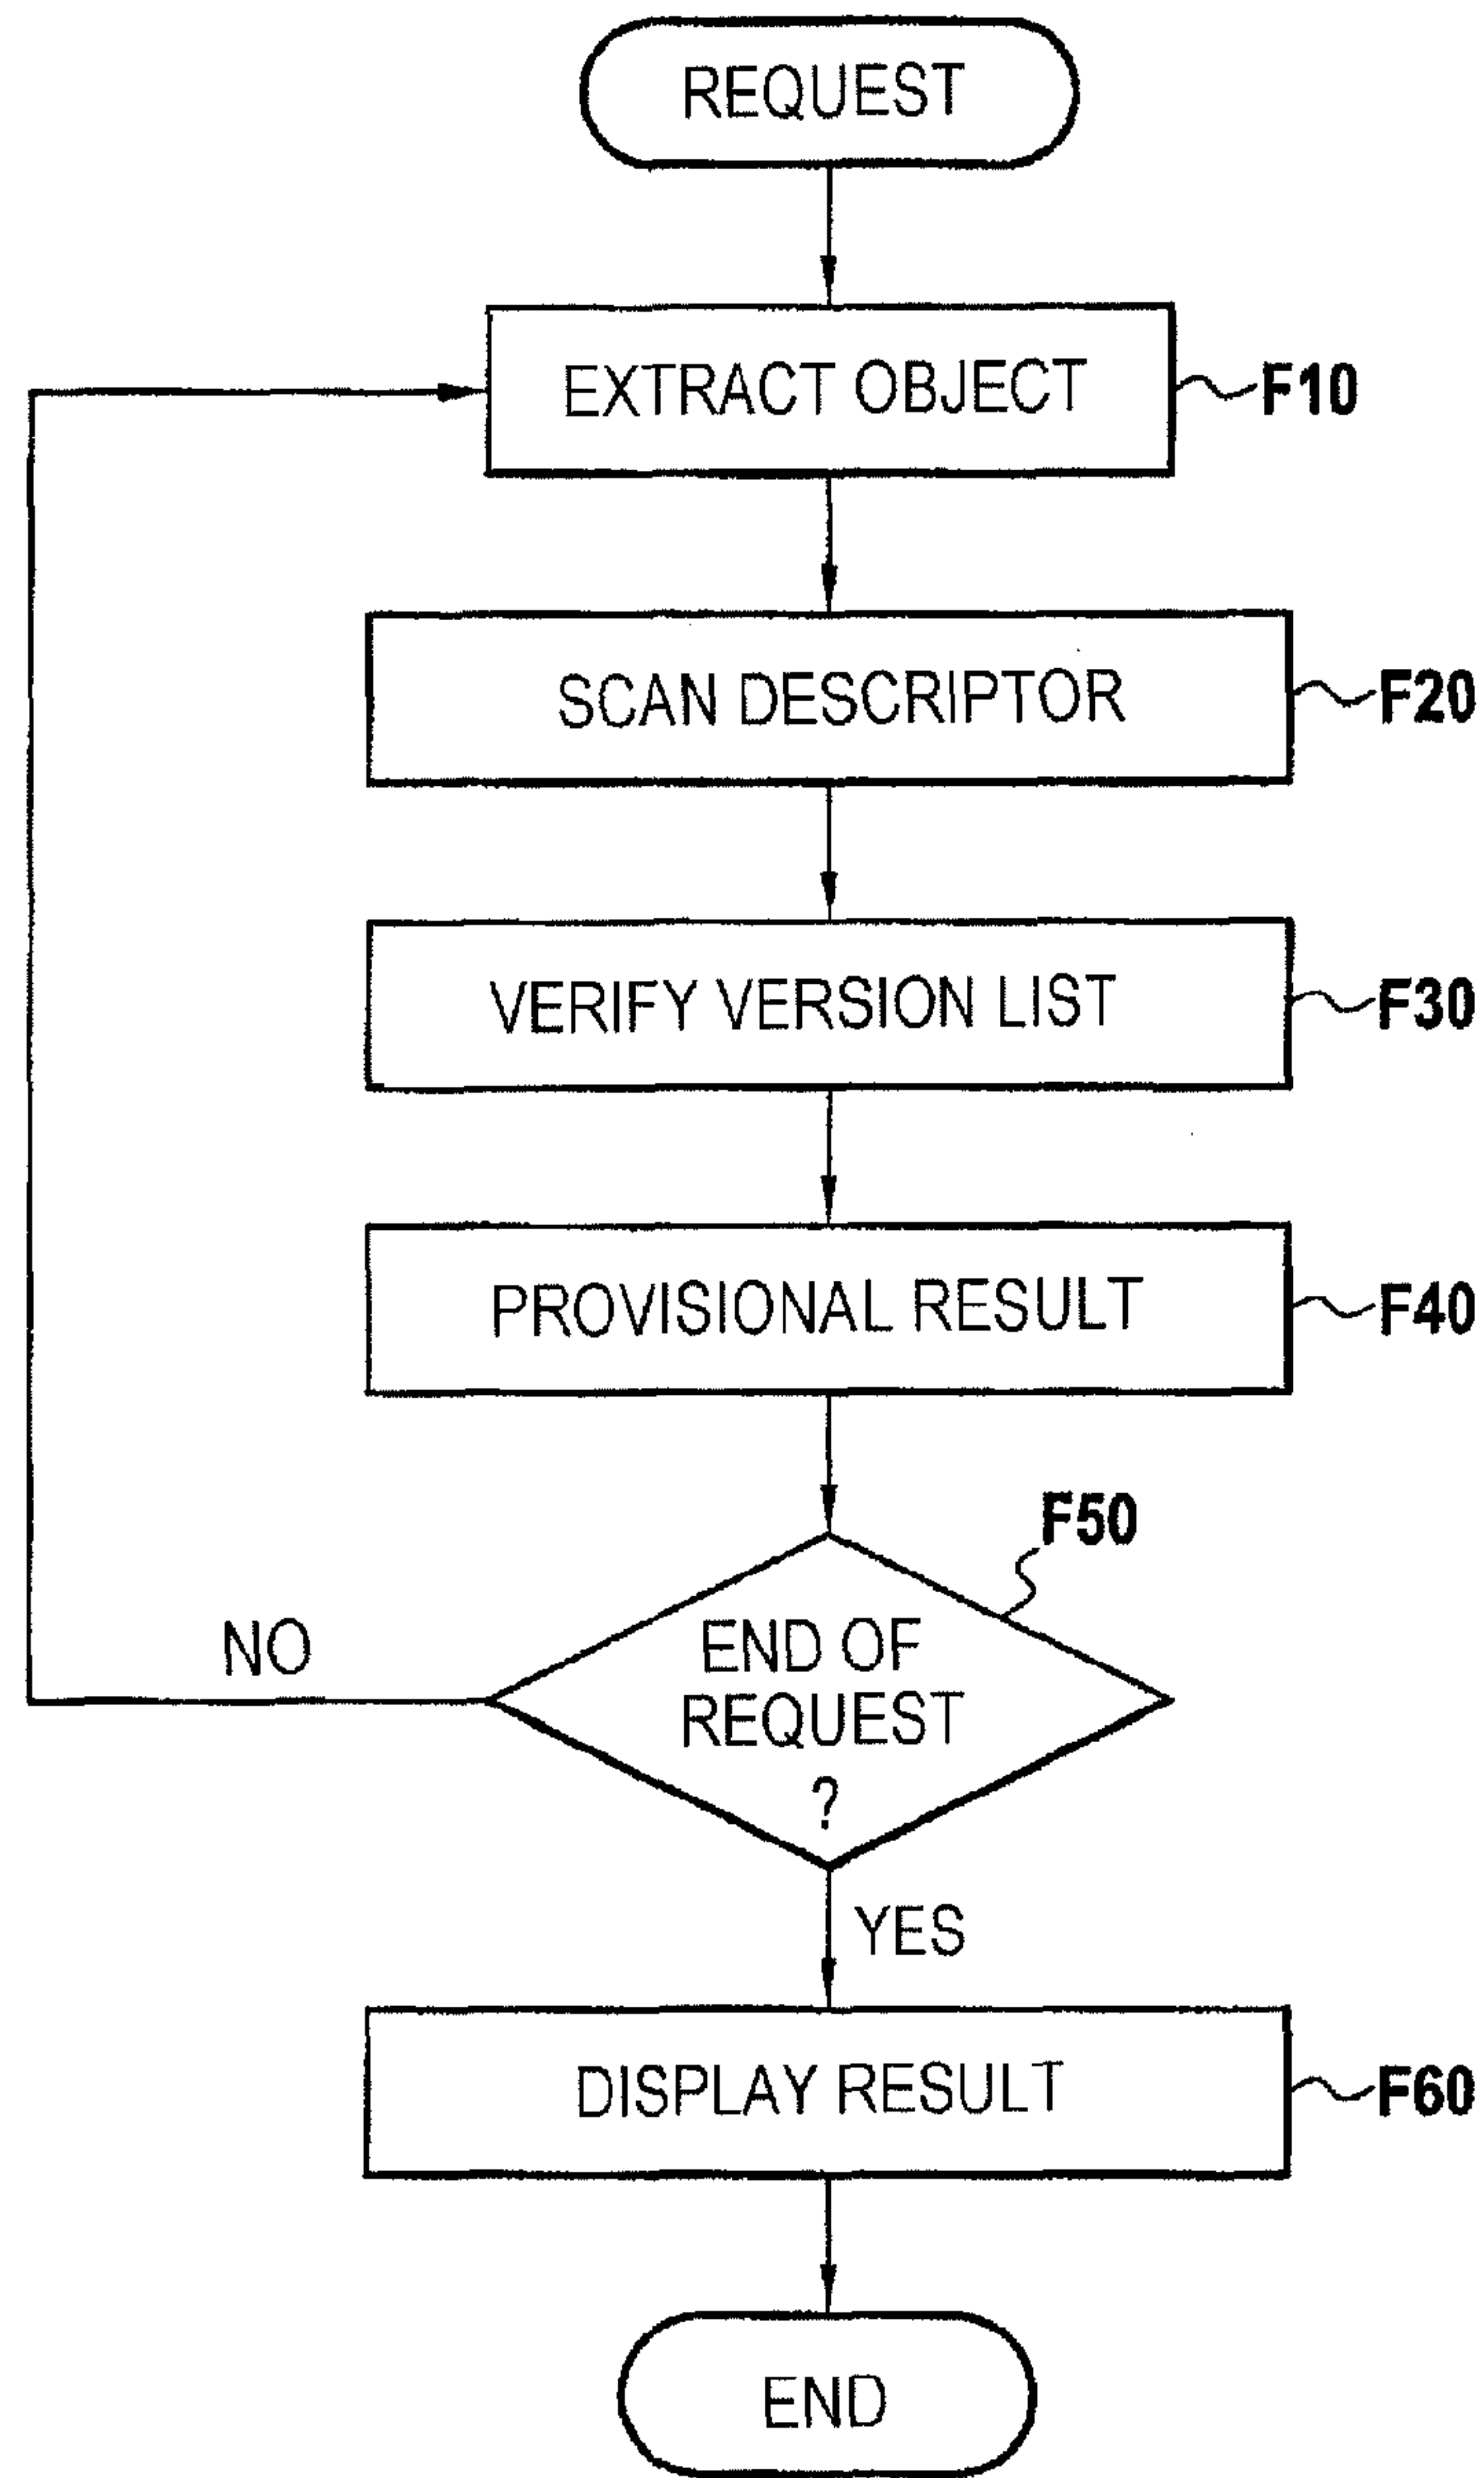 REQUEST
EXTRACT OBJECT
F10
SCAN DESCRIPTOR
F20
VERIFY VERSION LIST
F30
PROVISIONAL RESULT
F40
F50
END OF
REQUEST
?
NO
YES
DISPLAY RESULT
F60
END